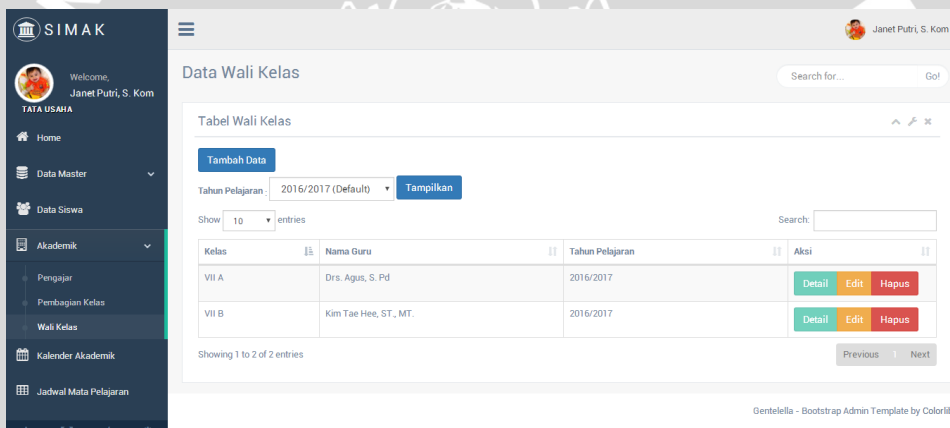 SIMAK
Janet Putri, S. Kom
Welcome,
Janet Putri, S. Kom
TATA USAHA
Home
Data Master
Data Siswa
Akademik
Pengajar
Pembagian Kelas
Wali Kelas
Kalender Akademik
Jadwal Mata Pelajaran
Data Wali Kelas
Search for... Go!
Tabel Wali Kelas
Tambah Data
Tahun Pelajaran : 2016/2017 (Default) Tampilkan
Show 10 entries Search:
Kelas Nama Guru Tahun Pelajaran Aksi
VII A Drs. Agus, S. Pd 2016/2017 Detail Edit Hapus
VII B Kim Tae Hee, ST., MT. 2016/2017 Detail Edit Hapus
Showing 1 to 2 of 2 entries Previous 1 Next
Gentelella - Bootstrap Admin Template by Colorlib